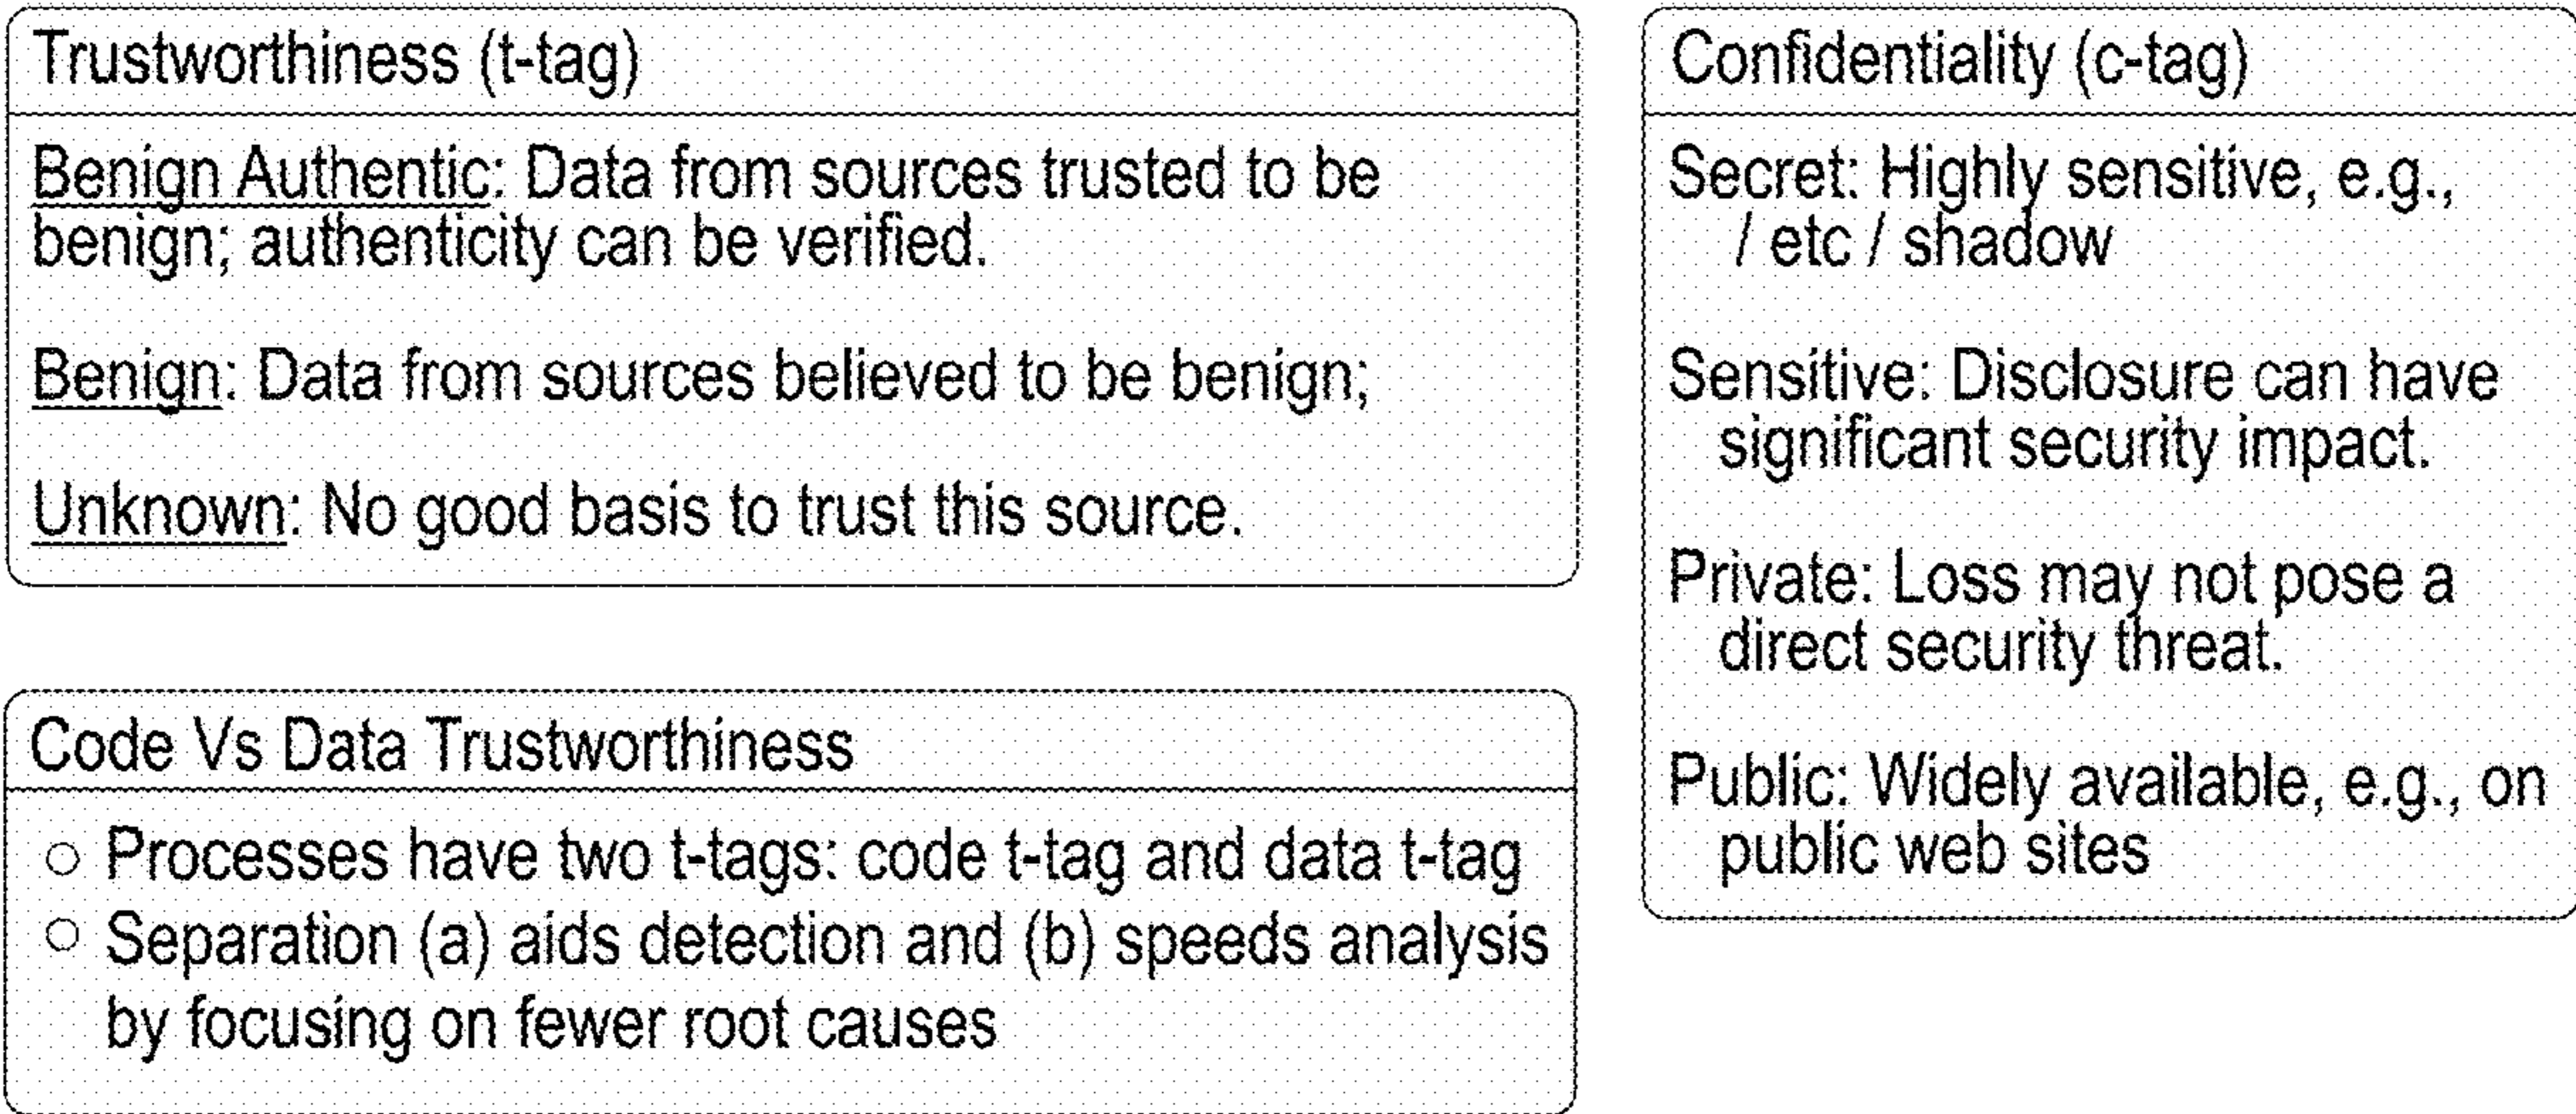 Trustworthiness (t-tag)
Benign Authentic: Data from sources trusted to be
benign; authenticity can be verified.
Benign: Data from sources believed to be benign;
Unknown: No good basis to trust this source.
Code Vs Data Trustworthiness
○ Processes have two t-tags: code t-tag and data t-tag
○ Separation (a) aids detection and (b) speeds analysis
by focusing on fewer root causes
Confidentiality (c-tag)
Secret: Highly sensitive, e.g.,
/ etc / shadow
Sensitive: Disclosure can have
significant security impact.
Private: Loss may not pose a
direct security threat.
Public: Widely available, e.g., on
public web sites